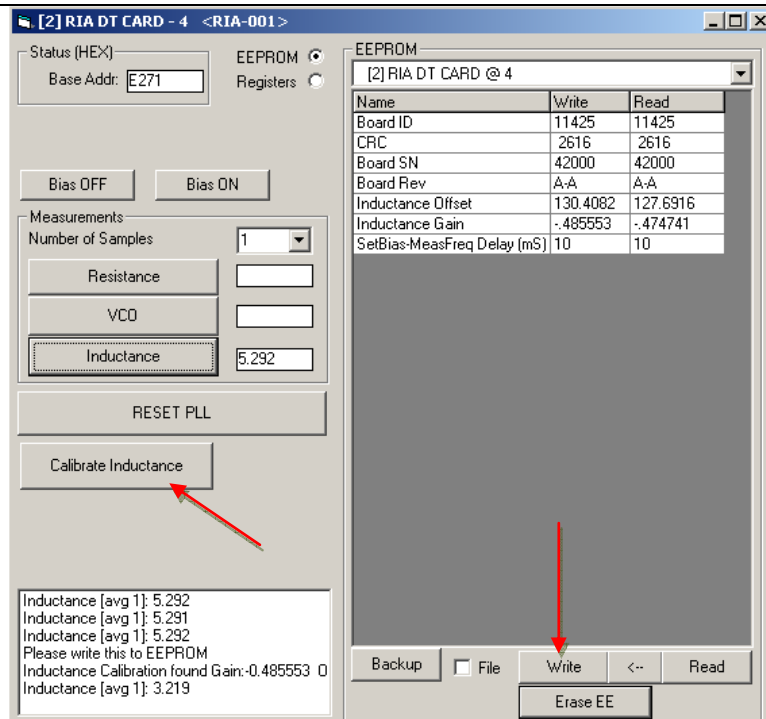 [2] RIA DT CARD - 4 <RIA-001>
Status (HEX)
Base Addr: E271
EEPROM
Registers
Bias OFF Bias ON
Measurements
Number of Samples 1
Resistance
VCO
Inductance 5.292
RESET PLL
Calibrate Inductance
Inductance [avg 1]: 5.292
Inductance [avg 1]: 5.291
Inductance [avg 1]: 5.292
Please write this to EEPROM
Inductance Calibration found Gain:-0.485553 O
Inductance [avg 1]: 3.219
EEPROM
[2] RIA DT CARD @ 4
Name Write Read
Board ID 11425 11425
CRC 2616 2616
Board SN 42000 42000
Board Rev A-A A-A
Inductance Offset 130.4082 127.6916
Inductance Gain -.485553 -.474741
SetBias-MeasFreq Delay (mS) 10 10
Backup File Write <-- Read
Erase EE